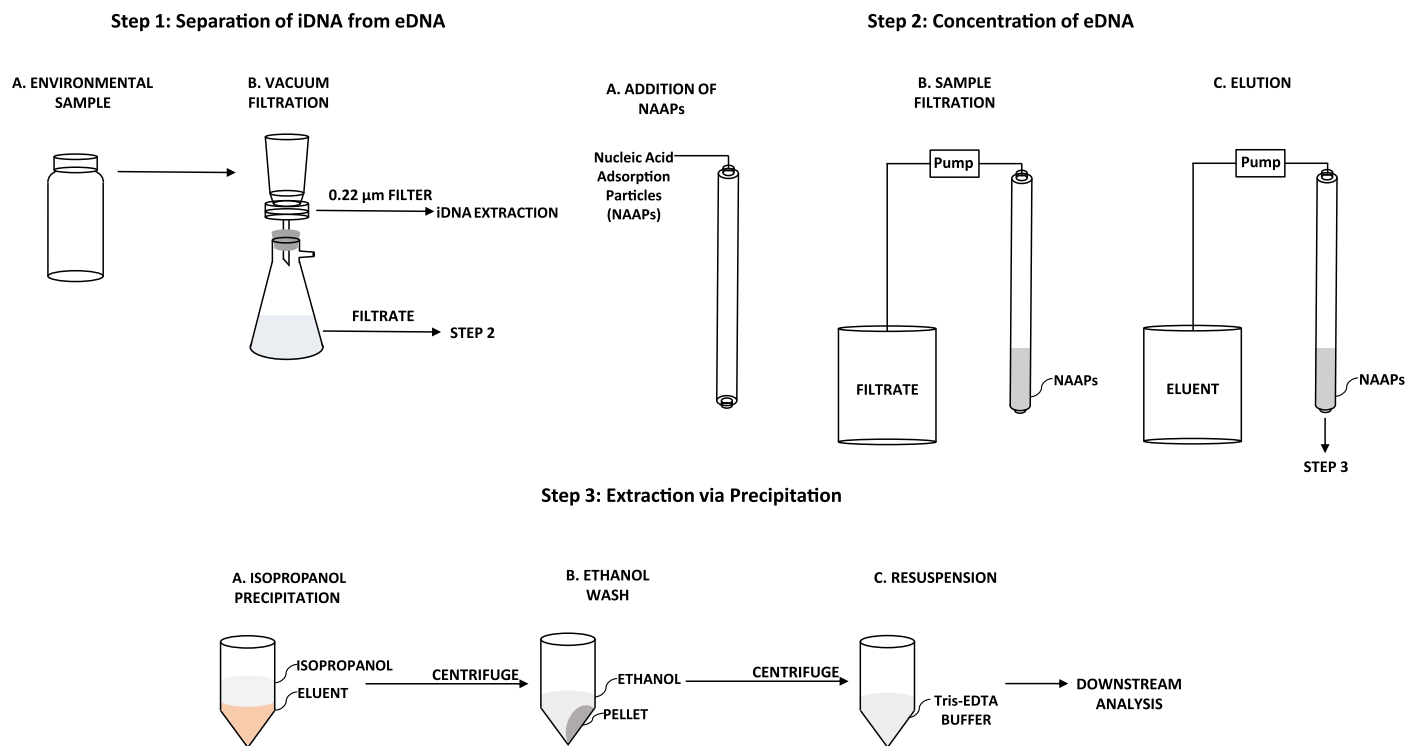 Step 1: Separation of iDNA from eDNA
A. ENVIRONMENTAL
SAMPLE
B. VACUUM
FILTRATION
0.22 µm FILTER
iDNA EXTRACTION
FILTRATE
STEP 2
Step 2: Concentration of eDNA
A. ADDITION OF
NAAPs
Nucleic Acid
Adsorption
Particles
(NAAPs)
B. SAMPLE
FILTRATION
Pump
FILTRATE
NAAPs
C. ELUTION
Pump
ELUENT
NAAPs
STEP 3
Step 3: Extraction via Precipitation
A. ISOPROPANOL
PRECIPITATION
ISOPROPANOL
ELUENT
CENTRIFUGE
B. ETHANOL
WASH
ETHANOL
PELLET
CENTRIFUGE
C. RESUSPENSION
Tris-EDTA
BUFFER
DOWNSTREAM
ANALYSIS